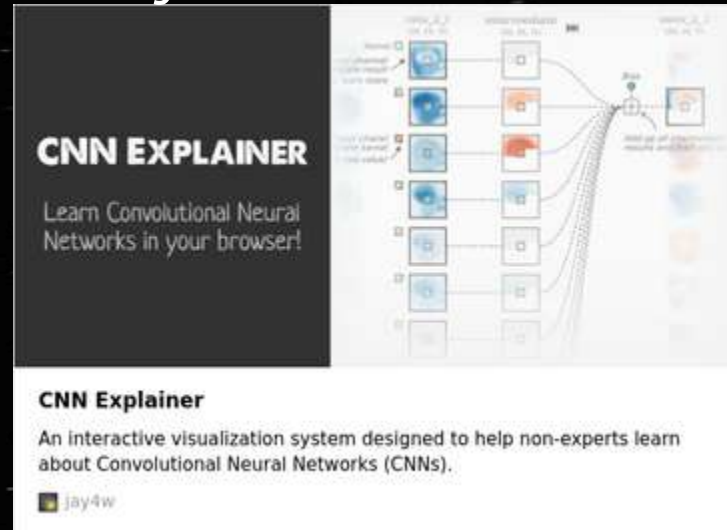 CNN EXPLAINER
Learn Convolutional Neural
Networks in your browser!
CNN Explainer
An interactive visualization system designed to help non-experts learn
about Convolutional Neural Networks (CNNs).
jay4w